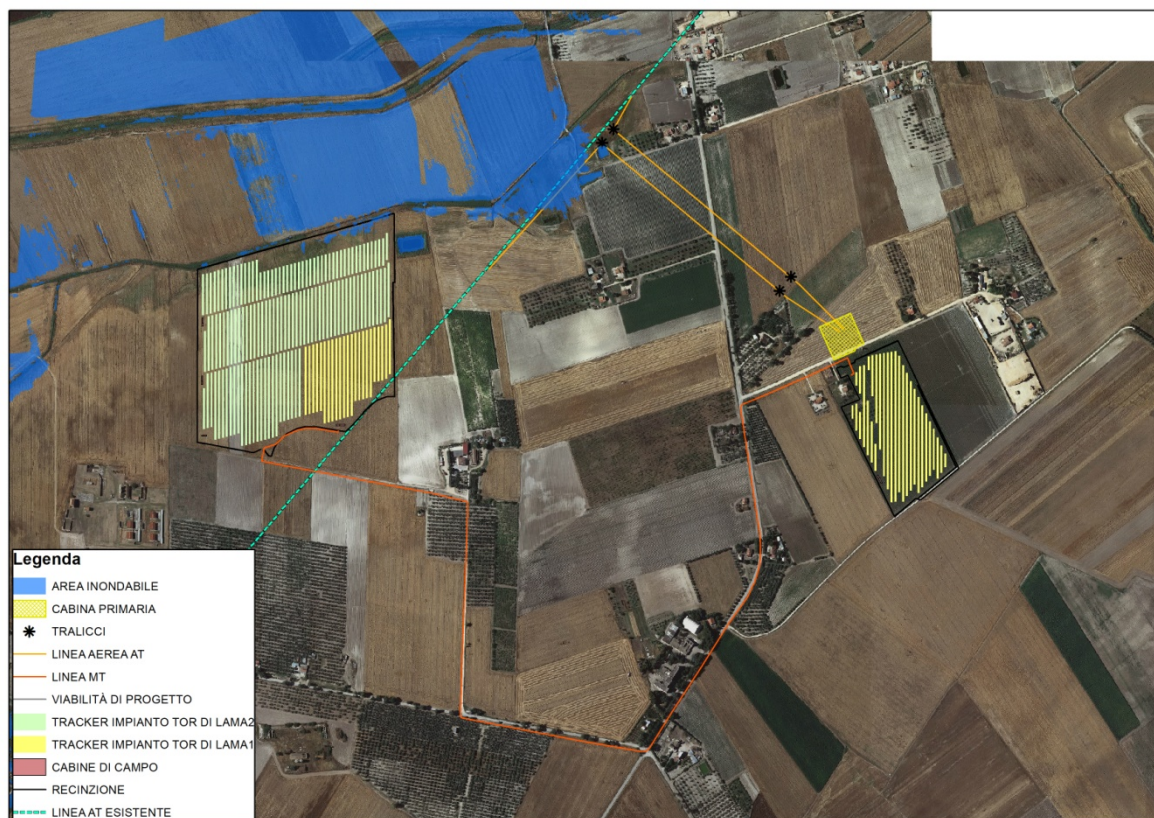 Legenda
AREA INONDABILE
CABINA PRIMARIA
TRALICCI
LINEA AEREA AT
LINEA MT
VIABILITÀ DI PROGETTO
TRACKER IMPIANTO TOR DI LAMA2
TRACKER IMPIANTO TOR DI LAMA1
CABINE DI CAMPO
RECINZIONE
LINEA AT ESISTENTE